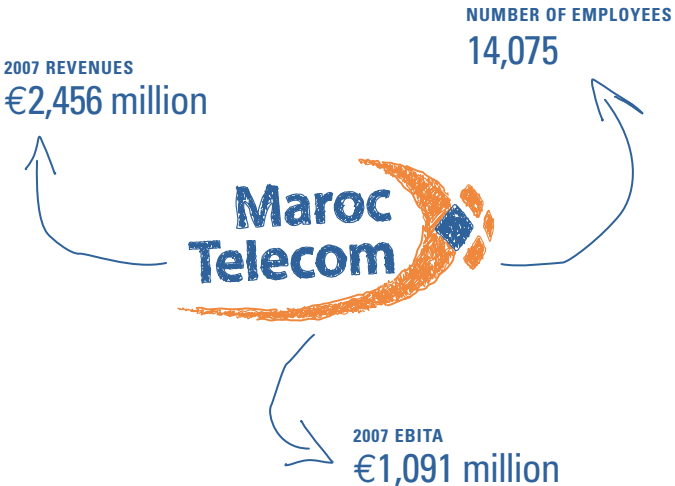 NUMBER OF EMPLOYEES
14,075
2007 REVENUES
€2,456 million
Maroc
Telecom
2007 EBITA
€1,091 million